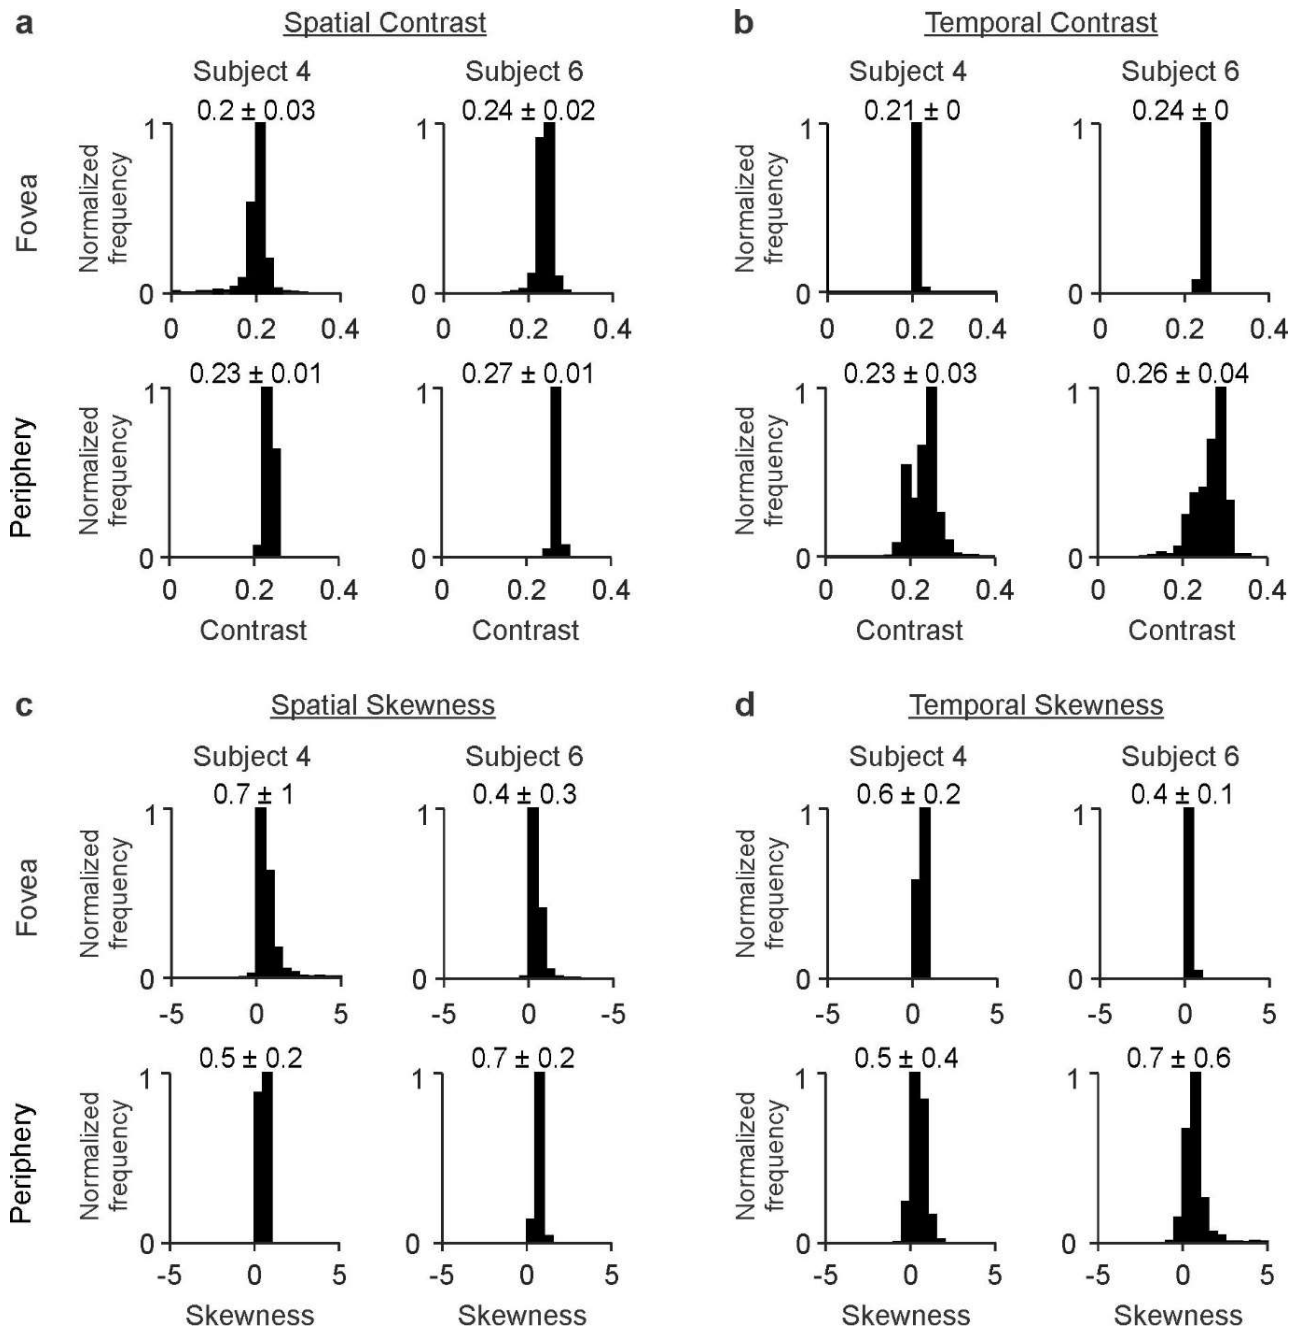 a Spatial Contrast
Subject 4 Subject 6
Fovea
Normalized
frequency
0.2 ± 0.03
1
0
0 0.2 0.4
0.24 ± 0.02
1
0
0 0.2 0.4
Periphery
Normalized
frequency
0.23 ± 0.01
1
0
0 0.2 0.4
Contrast
0.27 ± 0.01
1
0
0 0.2 0.4
Contrast
b Temporal Contrast
Subject 4 Subject 6
Normalized
frequency
0.21 ± 0
1
0
0 0.2 0.4
0.24 ± 0
1
0
0 0.2 0.4
Normalized
frequency
0.23 ± 0.03
1
0
0 0.2 0.4
Contrast
0.26 ± 0.04
1
0
0 0.2 0.4
Contrast
c Spatial Skewness
Subject 4 Subject 6
Fovea
Normalized
frequency
0.7 ± 1
1
0
-5 0 5
0.4 ± 0.3
1
0
-5 0 -5
Periphery
Normalized
frequency
0.5 ± 0.2
1
0
-5 0 5
Skewness
0.7 ± 0.2
1
0
-5 0 5
Skewness
d Temporal Skewness
Subject 4 Subject 6
Normalized
frequency
0.6 ± 0.2
1
0
-5 0 5
0.4 ± 0.1
1
0
-5 0 5
Normalized
frequency
0.5 ± 0.4
1
0
-5 0 5
Skewness
0.7 ± 0.6
1
0
-5 0 5
Skewness